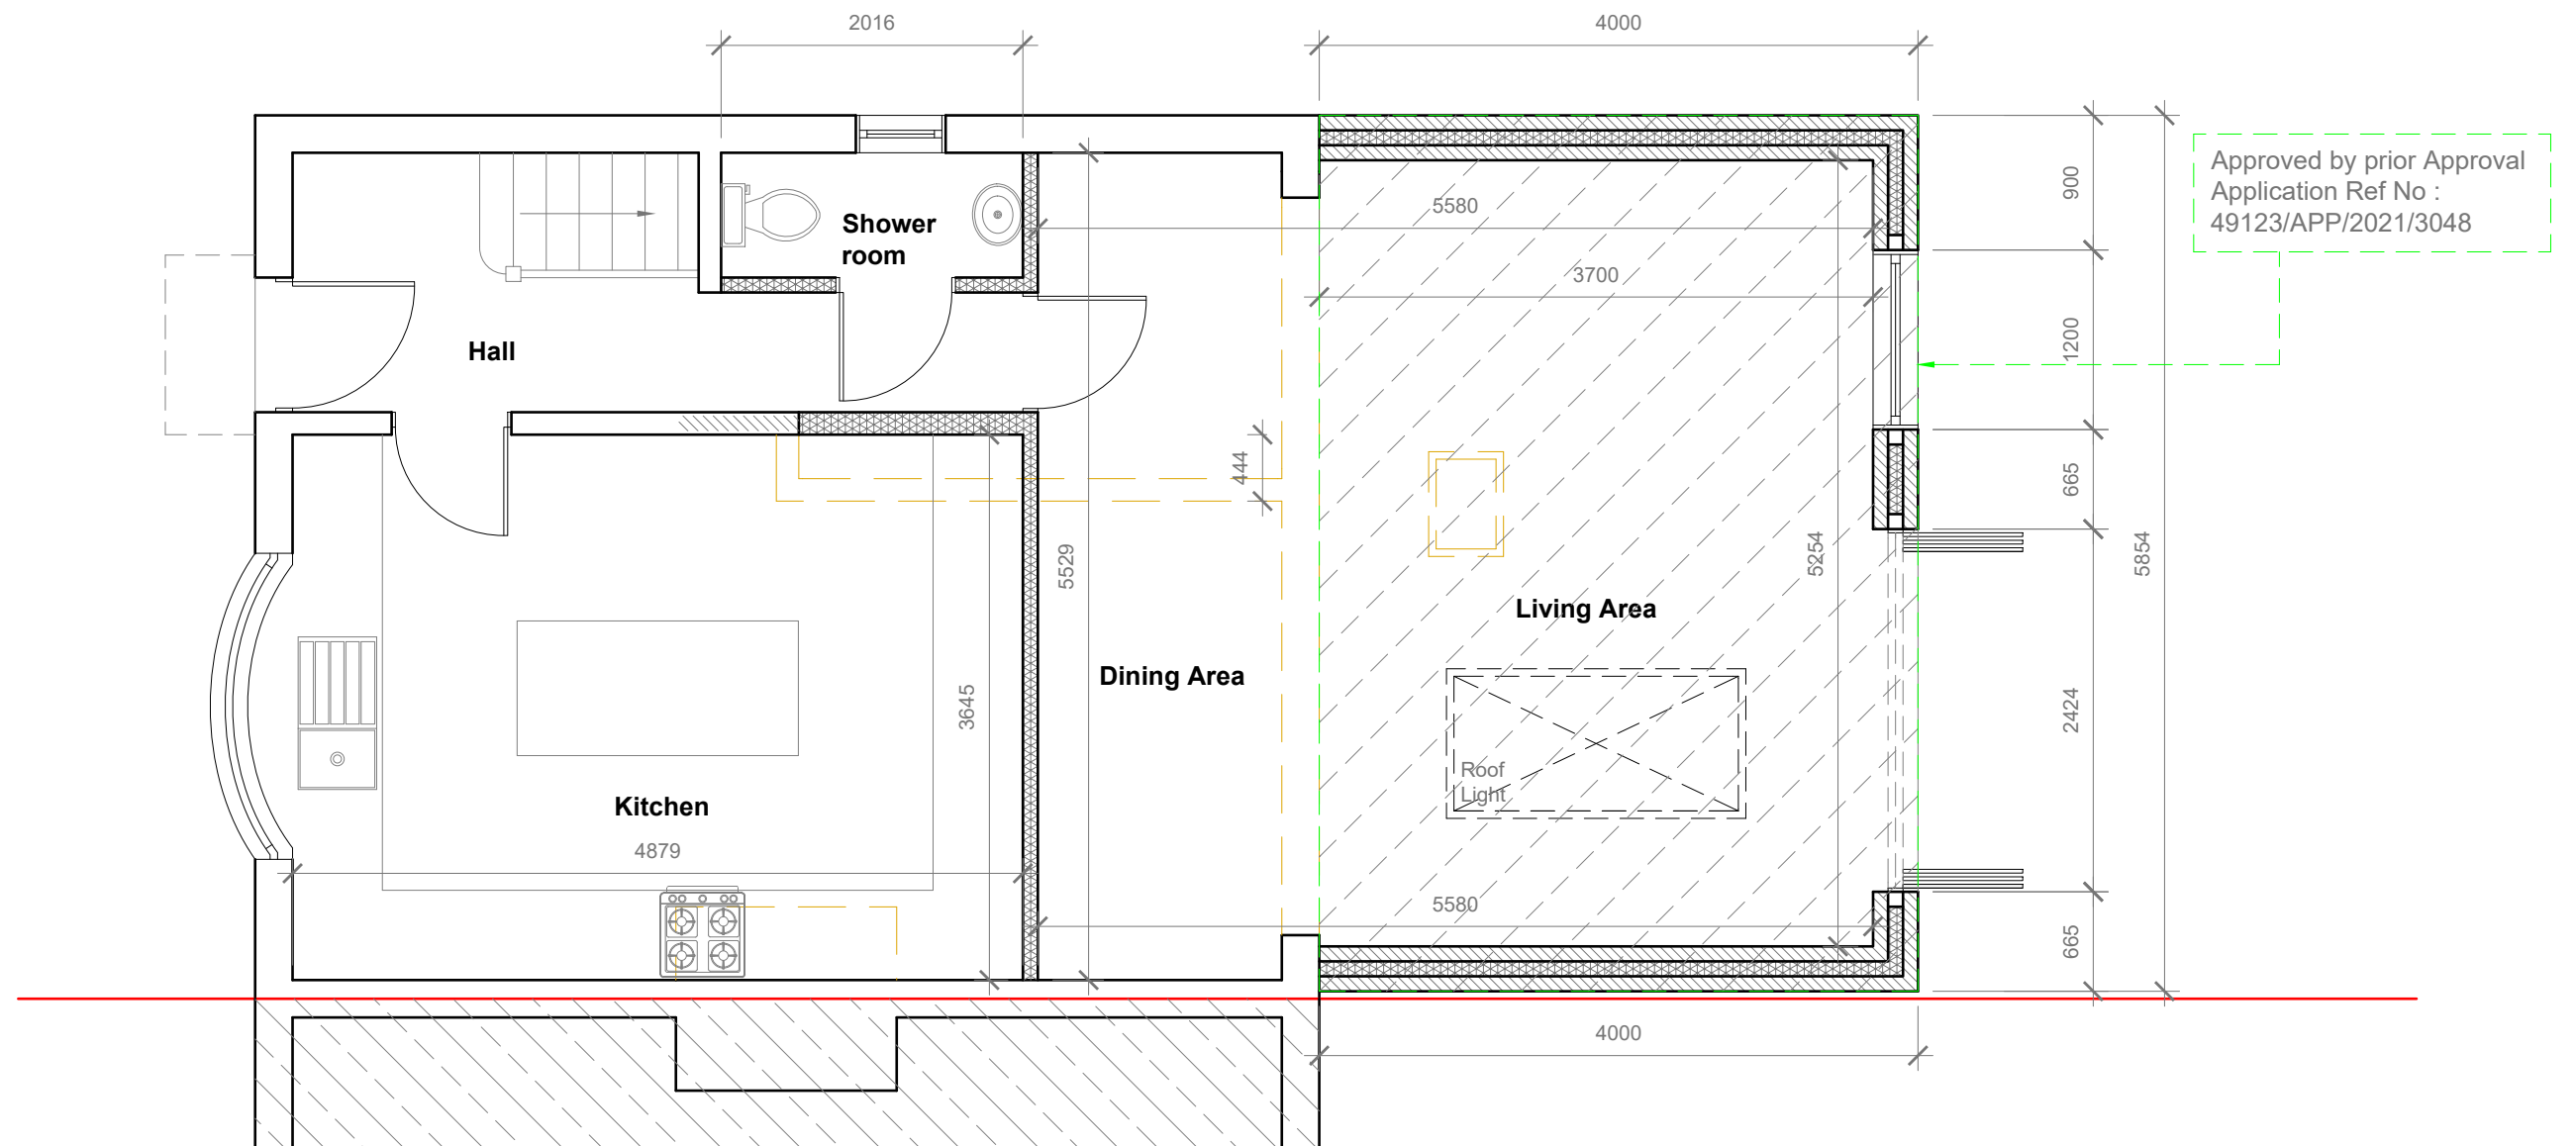 2016
4000
Approved by prior Approval
Application Ref No :
49123/APP/2021/3048
900
5580
Shower
room
3700
1200
Hall
444
665
5529
5254
5854
Living Area
Dining Area
3645
2424
Roof
Light
Kitchen
4879
5580
665
4000